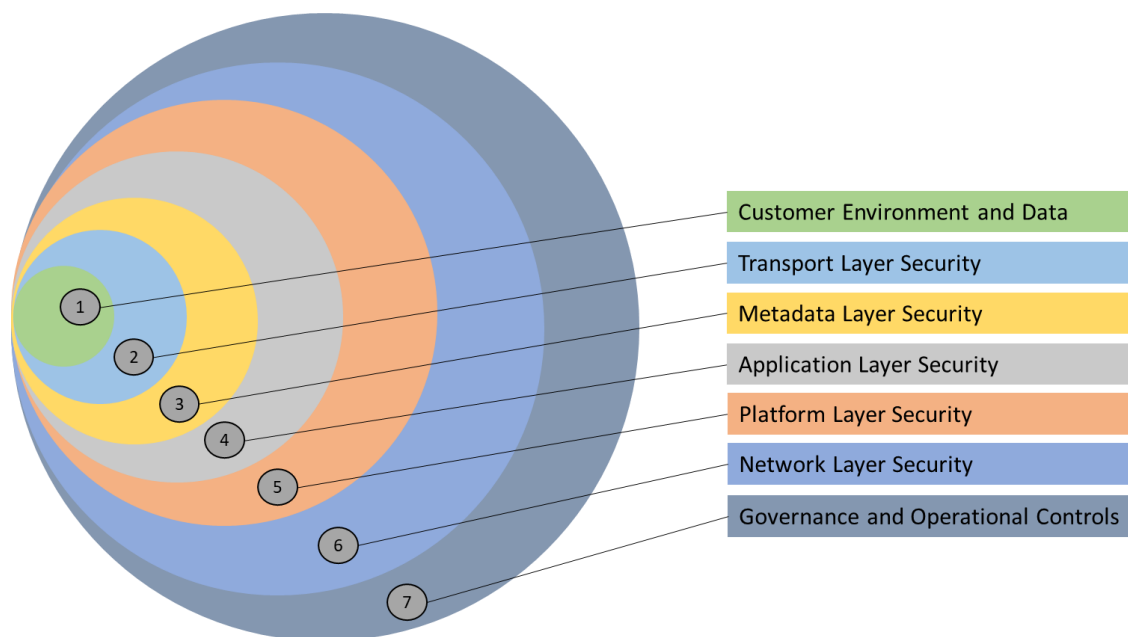 1
Customer Environment and Data
2
Transport Layer Security
3
Metadata Layer Security
4
Application Layer Security
5
Platform Layer Security
6
Network Layer Security
7
Governance and Operational Controls